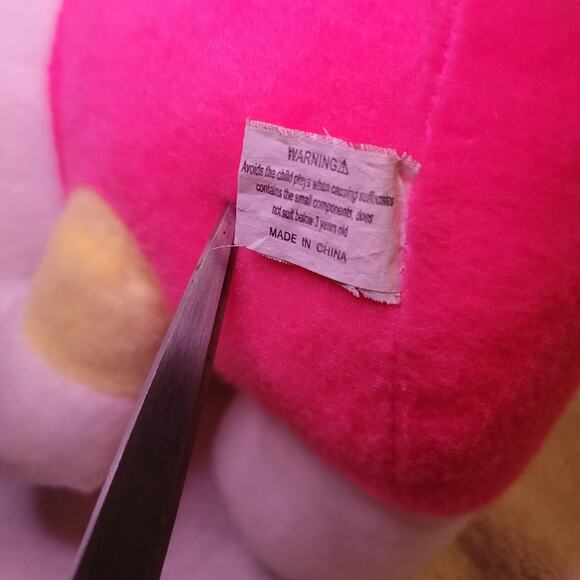 WARNING⚠
Avoids the child plays when causing suffocates
contains the small components, does
not suit below 3 years old
MADE IN CHINA